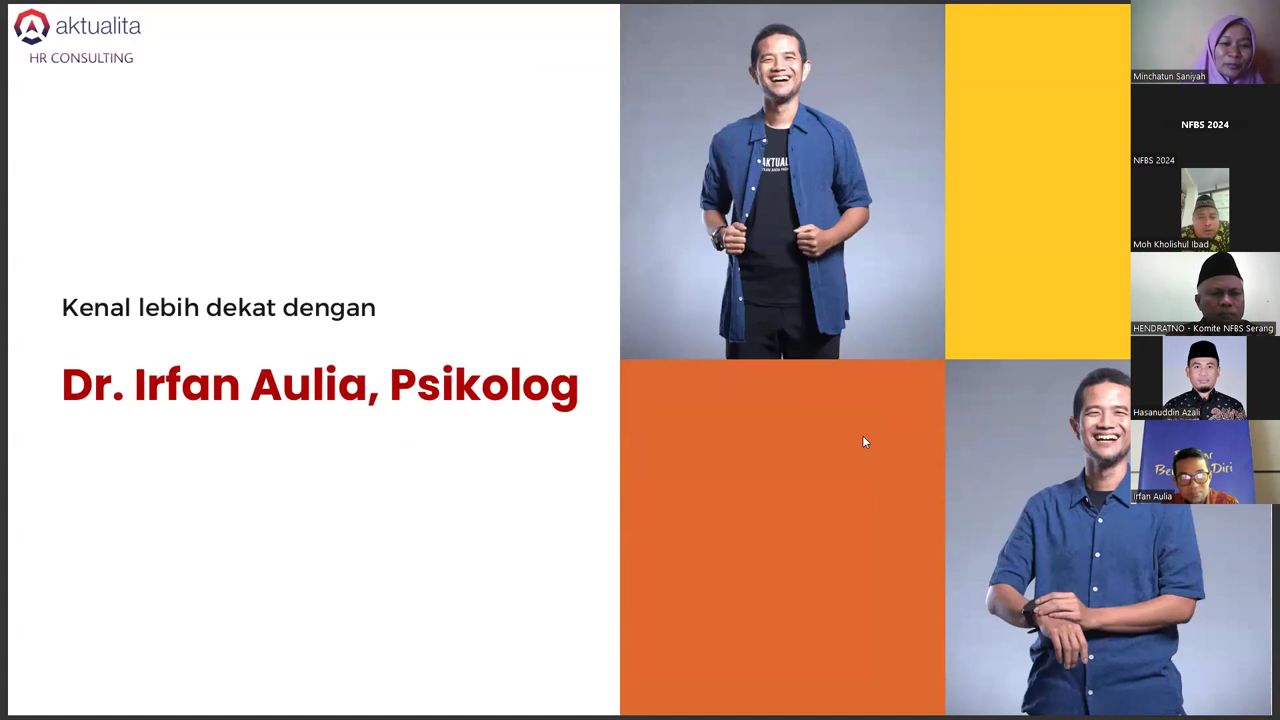 aktualita
HR CONSULTING
Kenal lebih dekat dengan
Dr. Irfan Aulia, Psikolog
Minchatun Saniyah
NFBS 2024
NFBS 2024
Moh Kholishul Ibad
HENDRATNO - Komite NFBS Serang
Hasanuddin Azali
Diri
Irfan Aulia